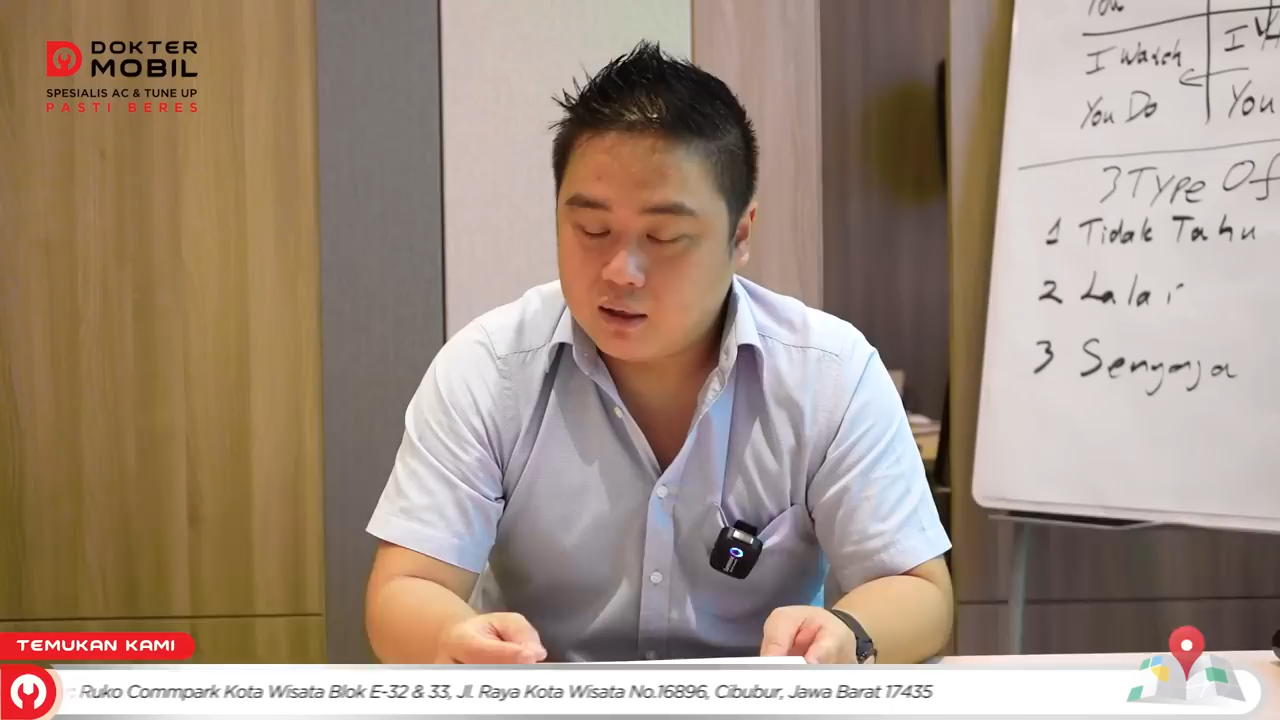 DOKTER
MOBIL
SPESIALIS AC & TUNE UP
PASTI BERES
You
I Watch
I
You Do
You
3 Type Of
1 Tidak Tahu
2 Lalai
3 Sengaja
TEMUKAN KAMI
Ruko Commpark Kota Wisata Blok E-32 & 33, Jl. Raya Kota Wisata No.16896, Cibubur, Jawa Barat 17435